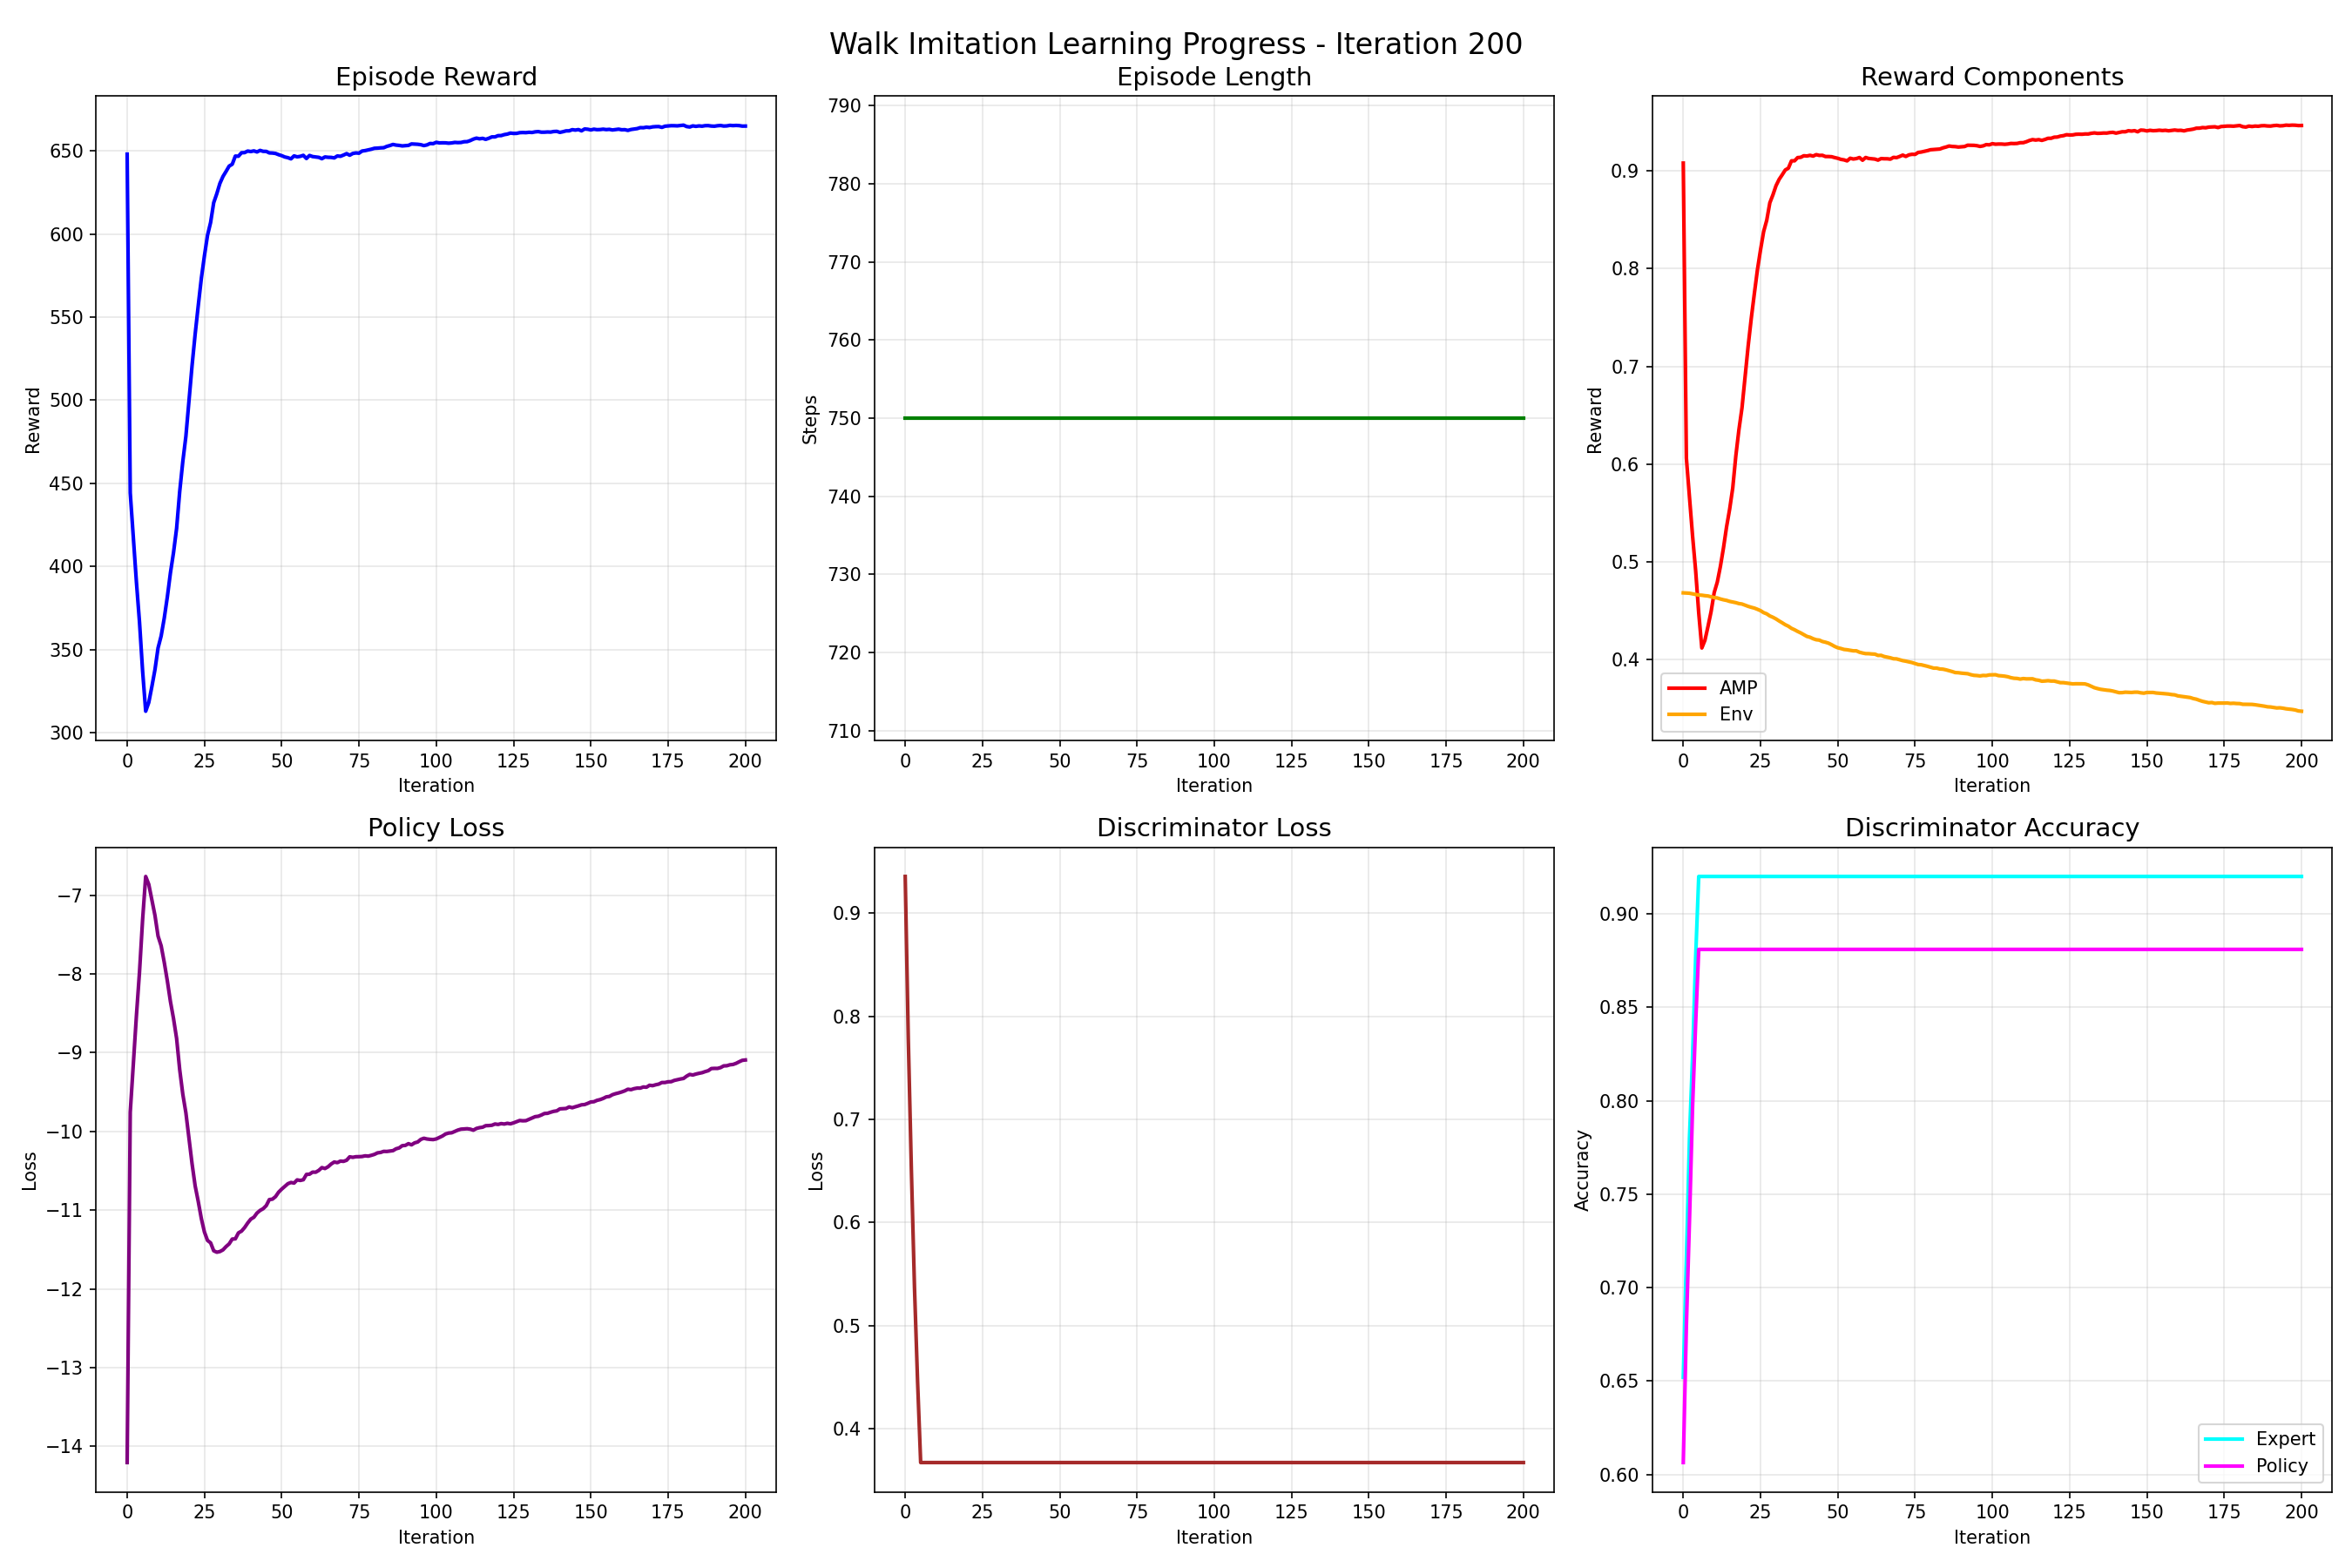 Walk Imitation Learning Progress - Iteration 200
Episode Reward
Reward
650
600
550
500
450
400
350
300
0 25 50 75 100 125 150 175 200
Iteration
Episode Length
Steps
790
780
770
760
750
740
730
720
710
0 25 50 75 100 125 150 175 200
Iteration
Reward Components
Reward
0.9
0.8
0.7
0.6
0.5
0.4
AMP
Env
0 25 50 75 100 125 150 175 200
Iteration
Policy Loss
Loss
−7
−8
−9
−10
−11
−12
−13
−14
0 25 50 75 100 125 150 175 200
Iteration
Discriminator Loss
Loss
0.9
0.8
0.7
0.6
0.5
0.4
0 25 50 75 100 125 150 175 200
Iteration
Discriminator Accuracy
Accuracy
0.90
0.85
0.80
0.75
0.70
0.65
0.60
Expert
Policy
0 25 50 75 100 125 150 175 200
Iteration